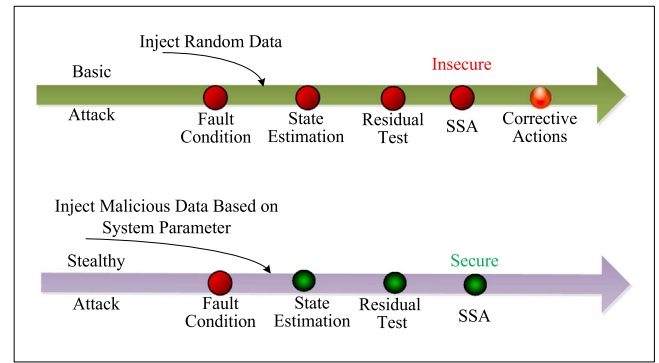 Inject Random Data
Basic
Attack
Insecure
Fault
Condition
State
Estimation
Residual
Test
SSA
Corrective
Actions
Inject Malicious Data Based on
System Parameter
Stealthy
Attack
Secure
Fault
Condition
State
Estimation
Residual
Test
SSA